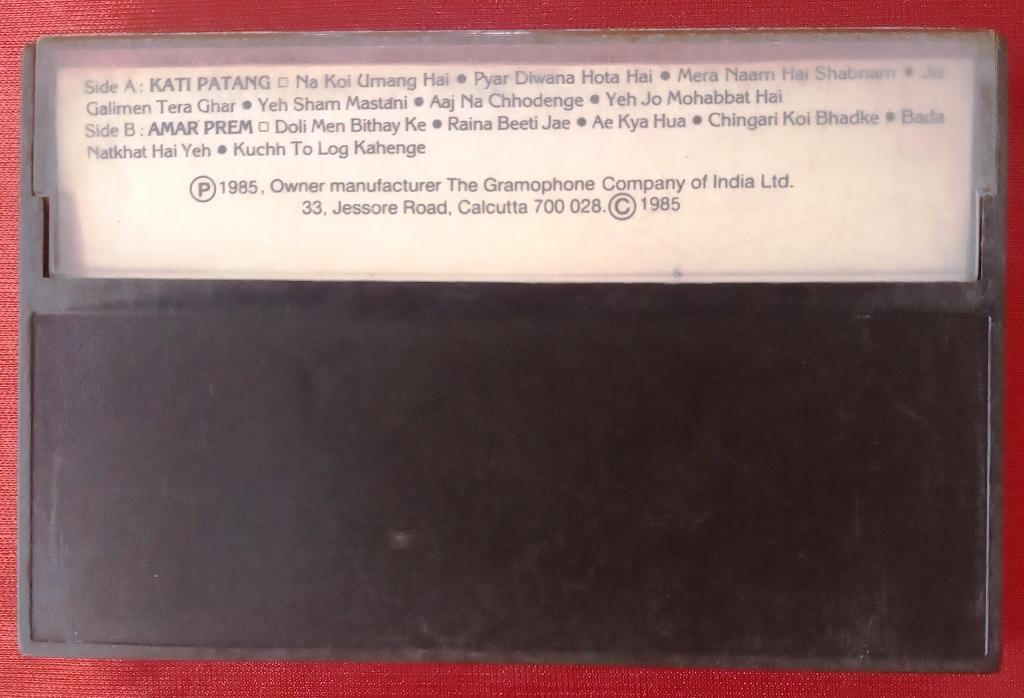 Side A : KATI PATANG □ Na Koi Umang Hai ● Pyar Diwana Hota Hai ● Mera Naam Hai Shabnam ● Jis
Galimen Tera Ghar ● Yeh Sham Mastani ● Aaj Na Chhodenge ● Yeh Jo Mohabbat Hai
Side B : AMAR PREM □ Doli Men Bithay Ke ● Raina Beeti Jae ● Ae Kya Hua ● Chingari Koi Bhadke ● Bada
Natkhat Hai Yeh ● Kuchh To Log Kahenge
Ⓟ 1985, Owner manufacturer The Gramophone Company of India Ltd.
33, Jessore Road, Calcutta 700 028. © 1985